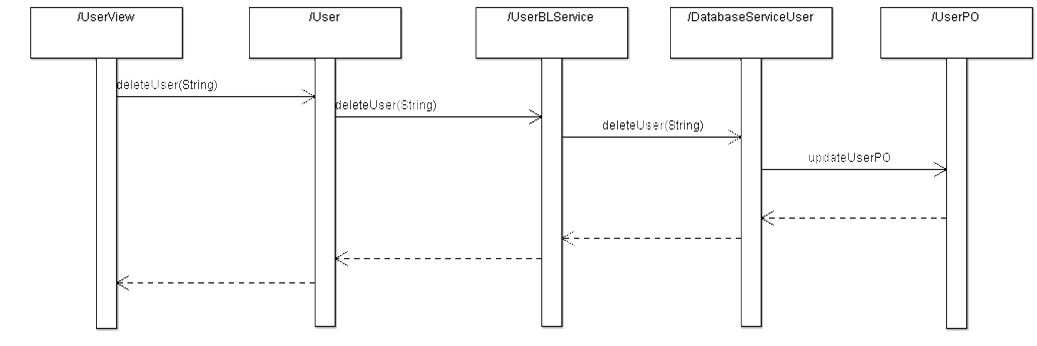 /UserView
/User
/UserBLService
/DatabaseServiceUser
/UserPO
deleteUser(String)
deleteUser(String)
deleteUser(String)
updateUserPO